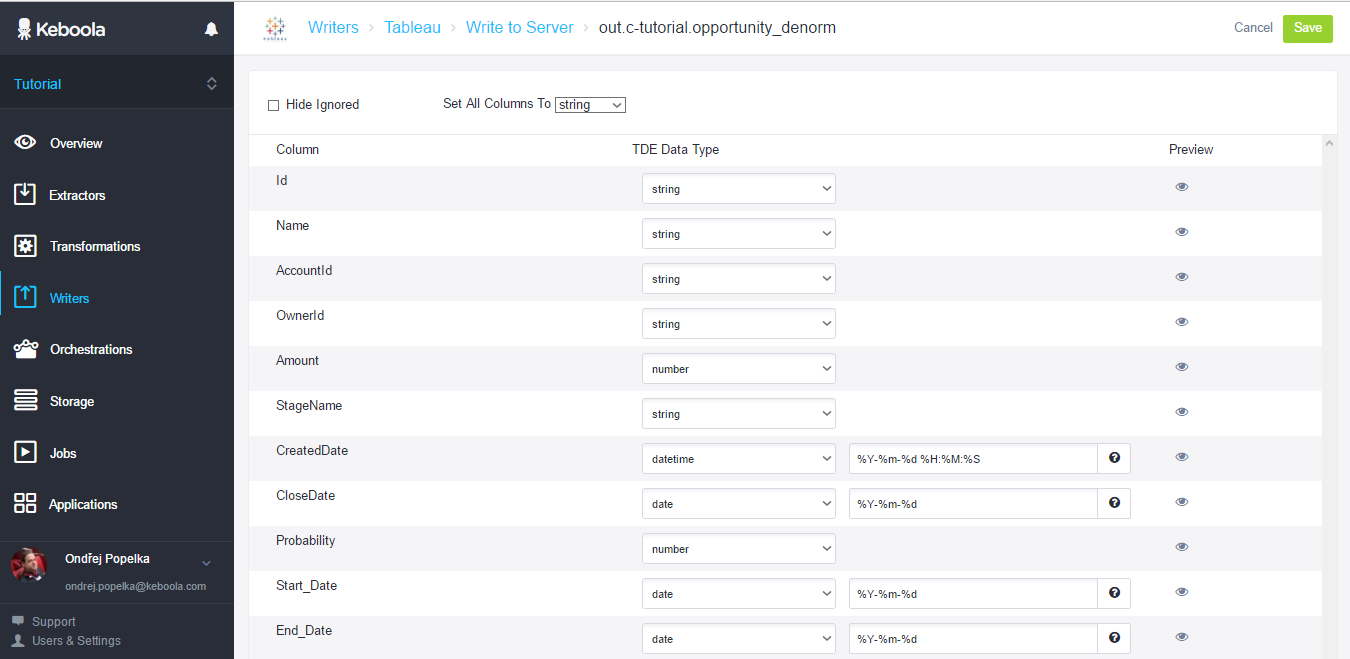 Keboola
Writers > Tableau > Write to Server > out.c-tutorial.opportunity_denorm
Cancel
Save
Tutorial
Overview
Extractors
Transformations
Writers
Orchestrations
Storage
Jobs
Applications
Ondřej Popelka
ondrej.popelka@keboola.com
Support
Users & Settings
Hide Ignored
Set All Columns To string
Column TDE Data Type Preview
Id string
Name string
AccountId string
OwnerId string
Amount number
StageName string
CreatedDate datetime %Y-%m-%d %H:%M:%S
CloseDate date %Y-%m-%d
Probability number
Start_Date date %Y-%m-%d
End_Date date %Y-%m-%d